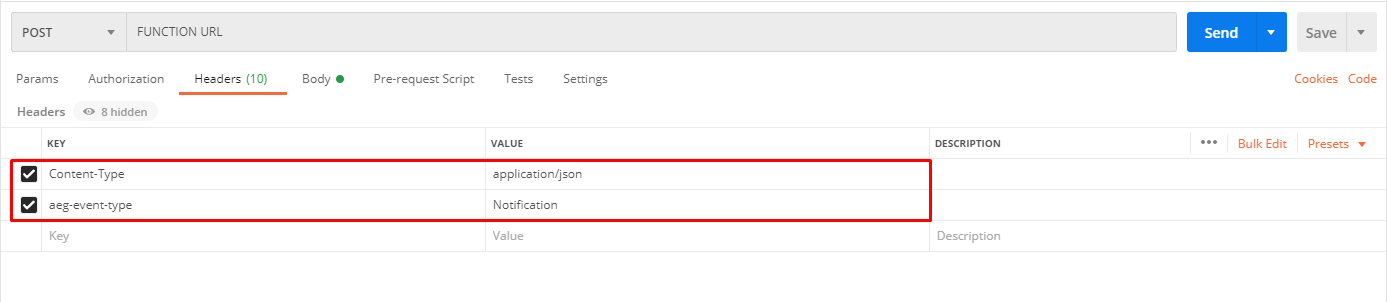 POST FUNCTION URL Send Save
Params Authorization Headers (10) Body Pre-request Script Tests Settings Cookies Code
Headers 8 hidden
KEY VALUE DESCRIPTION ••• Bulk Edit Presets
Content-Type application/json
aeg-event-type Notification
Key Value Description